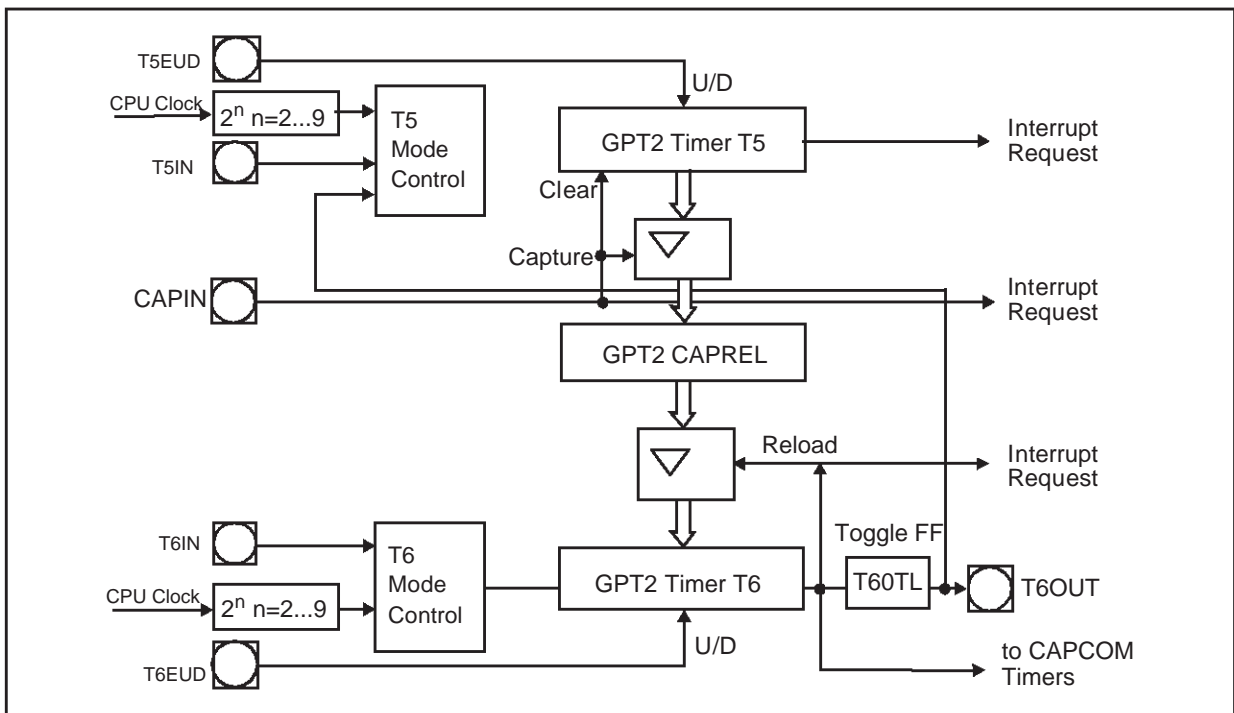 T5EUD
U/D
CPU Clock
2n n=2...9
T5
Mode
Control
GPT2 Timer T5
Interrupt
Request
T5IN
Clear
Capture
CAPIN
Interrupt
Request
GPT2 CAPREL
Reload
Interrupt
Request
T6IN
T6
Mode
Control
Toggle FF
GPT2 Timer T6
T60TL
T6OUT
CPU Clock
2n n=2...9
U/D
T6EUD
to CAPCOM
Timers